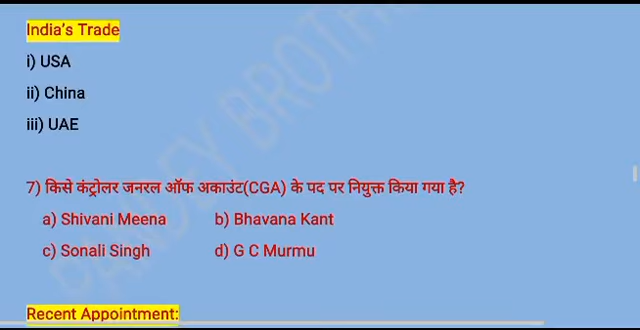 India's Trade
i) USA
ii) China
iii) UAE
7) किसे कंट्रोलर जनरल ऑफ अकाउंट(CGA) के पद पर नियुक्त किया गया है?
a) Shivani Meena b) Bhavana Kant
c) Sonali Singh d) G C Murmu
Recent Appointment: